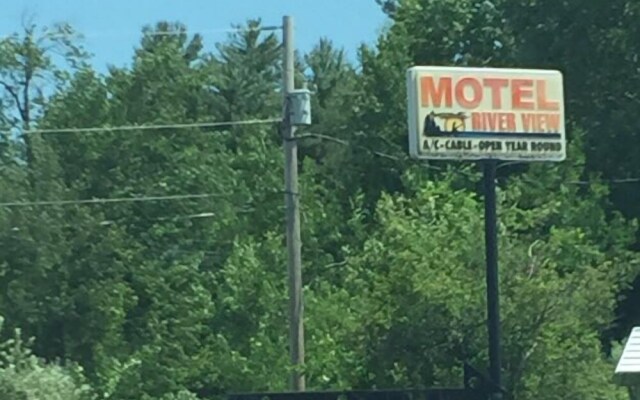 MOTEL
RIVER VIEW
A/C-CABLE-OPEN YEAR ROUND